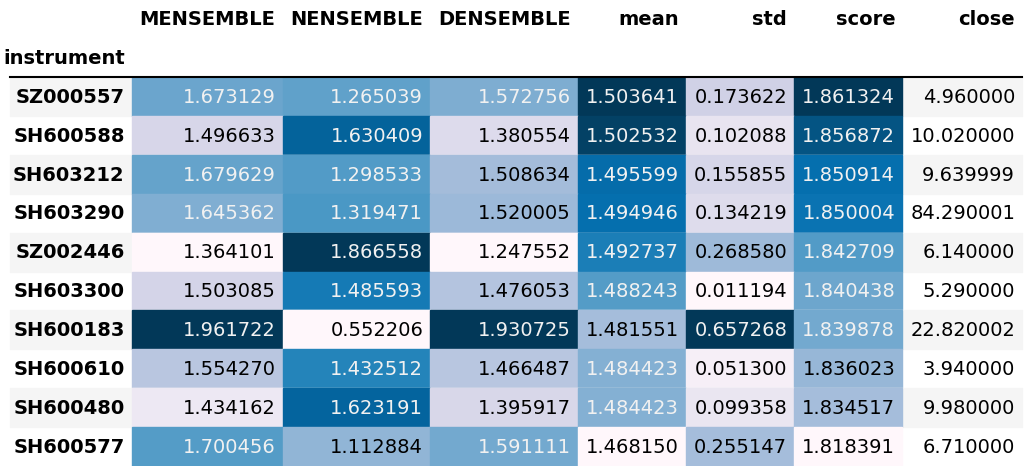 MENSEMBLE NENSEMBLE DENSEMBLE mean std score close
instrument
SZ000557 1.673129 1.265039 1.572756 1.503641 0.173622 1.861324 4.960000
SH600588 1.496633 1.630409 1.380554 1.502532 0.102088 1.856872 10.020000
SH603212 1.679629 1.298533 1.508634 1.495599 0.155855 1.850914 9.639999
SH603290 1.645362 1.319471 1.520005 1.494946 0.134219 1.850004 84.290001
SZ002446 1.364101 1.866558 1.247552 1.492737 0.268580 1.842709 6.140000
SH603300 1.503085 1.485593 1.476053 1.488243 0.011194 1.840438 5.290000
SH600183 1.961722 0.552206 1.930725 1.481551 0.657268 1.839878 22.820002
SH600610 1.554270 1.432512 1.466487 1.484423 0.051300 1.836023 3.940000
SH600480 1.434162 1.623191 1.395917 1.484423 0.099358 1.834517 9.980000
SH600577 1.700456 1.112884 1.591111 1.468150 0.255147 1.818391 6.710000